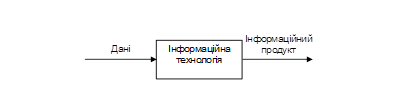 Дані
Інформаційна
технологія
Інформаційний
продукт